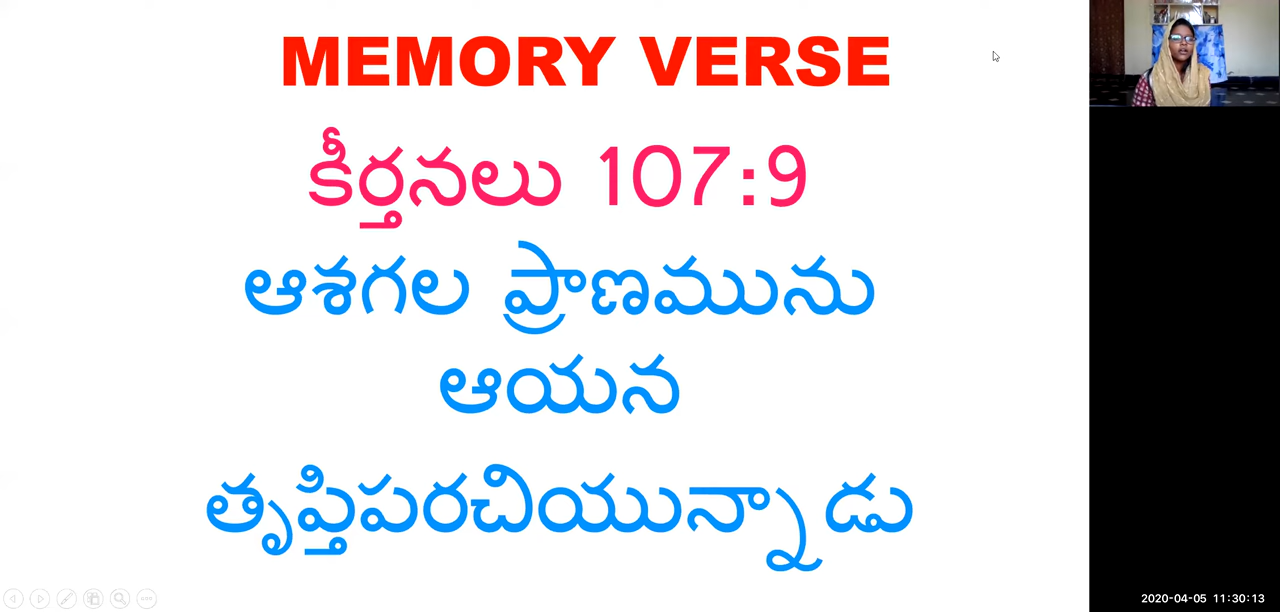 MEMORY VERSE
కీర్తనలు 107:9
ఆశగల ప్రాణమును
ఆయన
తృప్తిపరచియున్నాడు
2020-04-05 11:30:13